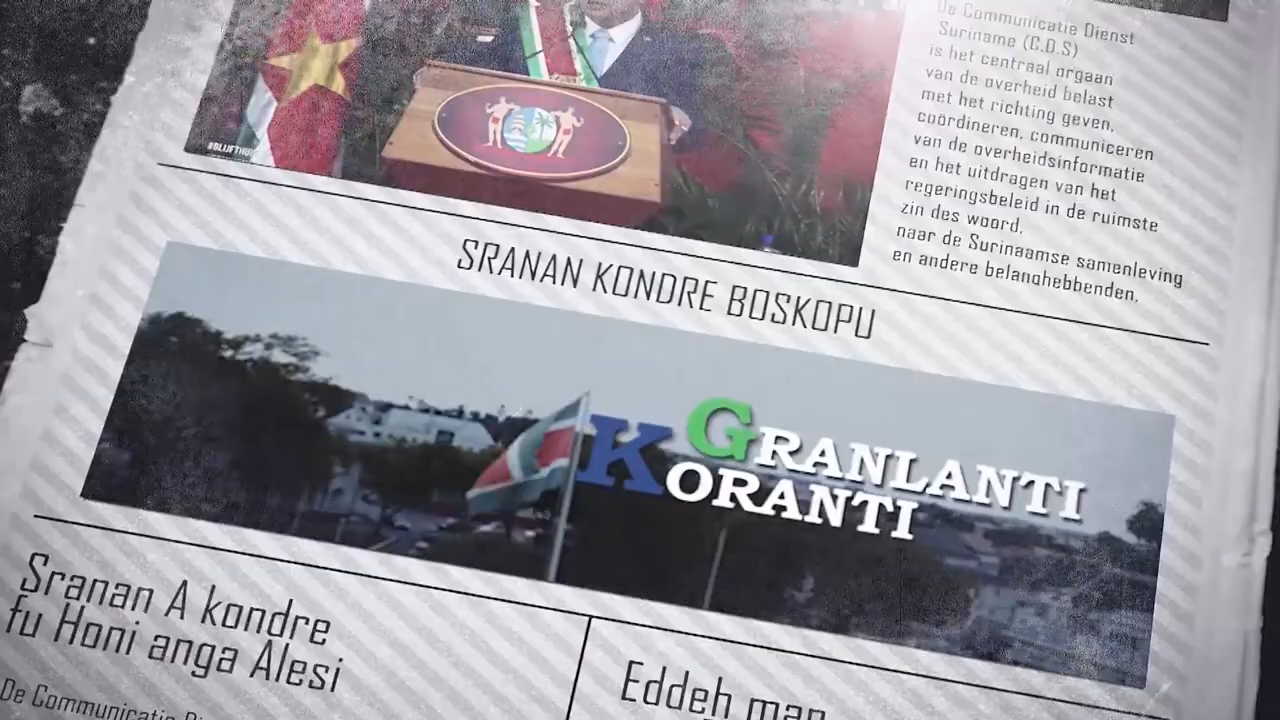 De Communicatie Dienst
Suriname (C.D.S)
is het centraal orgaan
van de overheid belast
met het richting geven,
coördineren, communiceren
van de overheidsinformatie
en het uitdragen van het
regeringsbeleid in de ruimste
zin des woord.
naar de Surinaamse samenleving
en andere belanghebbenden.
SRANAN KONDRE BOSKOPU
GRANLANTI
KORANTI
Sranan A kondre
fu Honi anga Alesi
De Communicatie
Eddeh man